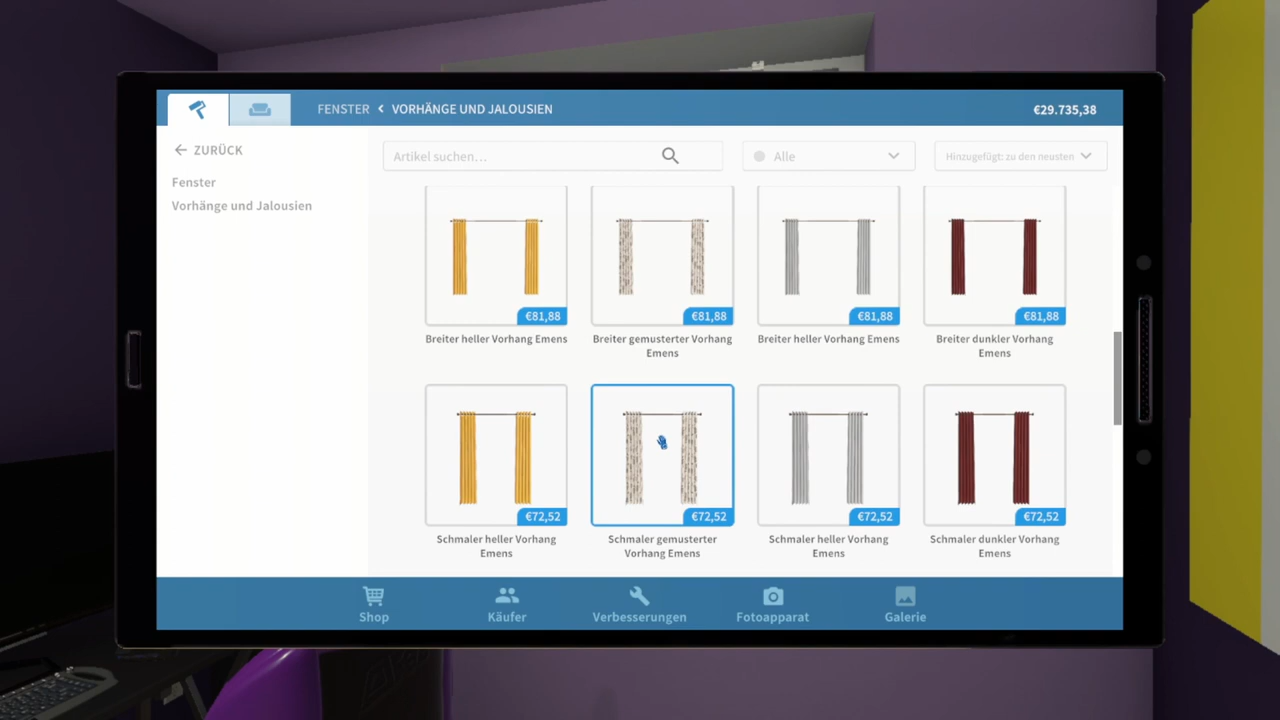 FENSTER < VORHÄNGE UND JALOUSIEN
€29.735,38
← ZURÜCK
Fenster
Vorhänge und Jalousien
Artikel suchen...
Alle
Hinzugefügt: zu den neusten
€81,88
€81,88
€81,88
€81,88
Breiter heller Vorhang Emens
Breiter gemusterter Vorhang
Emens
Breiter heller Vorhang Emens
Breiter dunkler Vorhang
Emens
€72,52
€72,52
€72,52
€72,52
Schmaler heller Vorhang
Emens
Schmaler gemusterter
Vorhang Emens
Schmaler heller Vorhang
Emens
Schmaler dunkler Vorhang
Emens
Shop
Käufer
Verbesserungen
Fotoapparat
Galerie